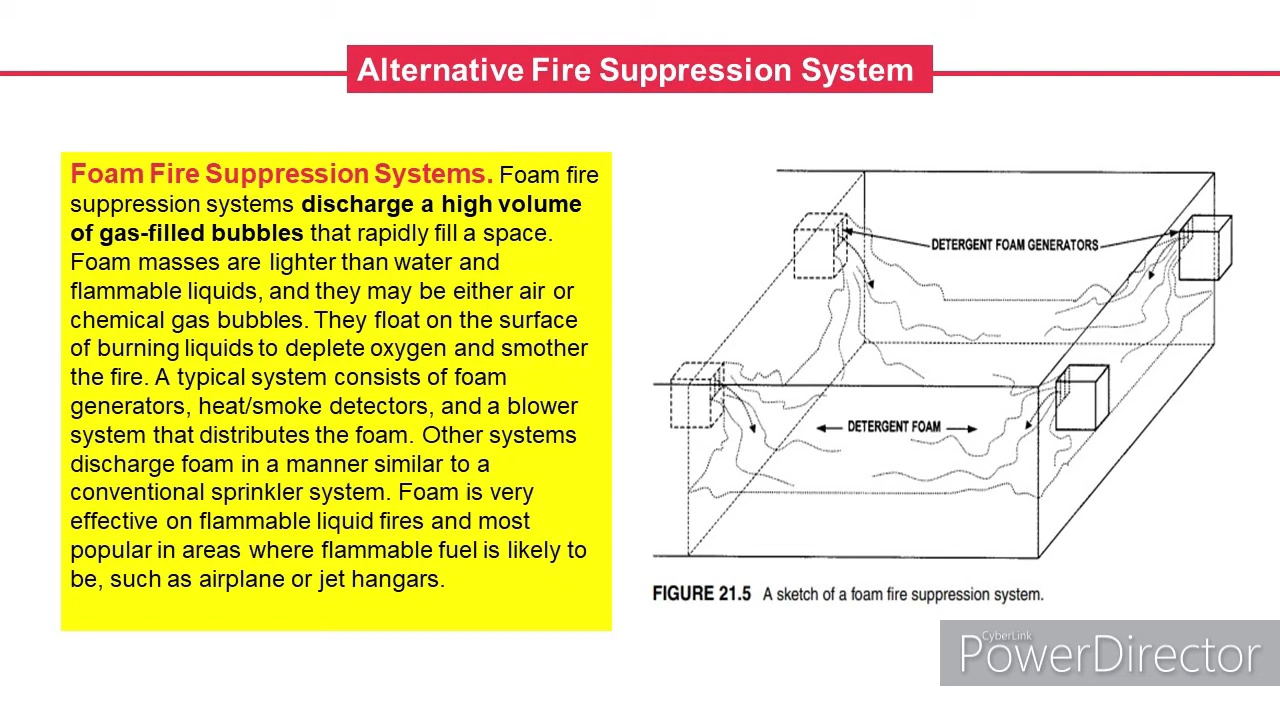 Alternative Fire Suppression System
Foam Fire Suppression Systems. Foam fire
suppression systems discharge a high volume
of gas-filled bubbles that rapidly fill a space.
Foam masses are lighter than water and
flammable liquids, and they may be either air or
chemical gas bubbles. They float on the surface
of burning liquids to deplete oxygen and smother
the fire. A typical system consists of foam
generators, heat/smoke detectors, and a blower
system that distributes the foam. Other systems
discharge foam in a manner similar to a
conventional sprinkler system. Foam is very
effective on flammable liquid fires and most
popular in areas where flammable fuel is likely to
be, such as airplane or jet hangars.
DETERGENT FOAM GENERATORS
DETERGENT FOAM
FIGURE 21.5 A sketch of a foam fire suppression system.
CyberLink
PowerDirector